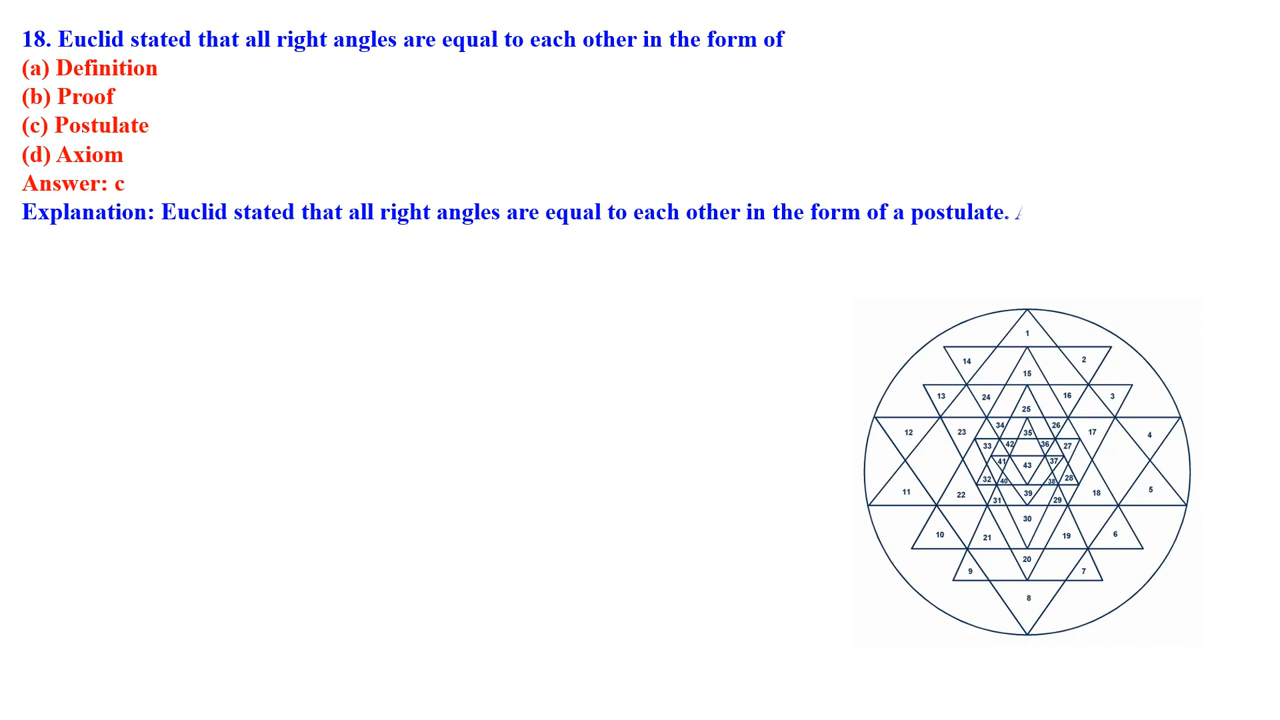 18. Euclid stated that all right angles are equal to each other in the form of
(a) Definition
(b) Proof
(c) Postulate
(d) Axiom
Answer: c
Explanation: Euclid stated that all right angles are equal to each other in the form of a postulate.
1
14 2
15
13 24 16 3
25
12 23 34 35 26 17 4
33 42 36 27
41 43 37
32 40 38 28
11 22 31 39 29 18 5
30
10 21 19 6
20
9 7
8